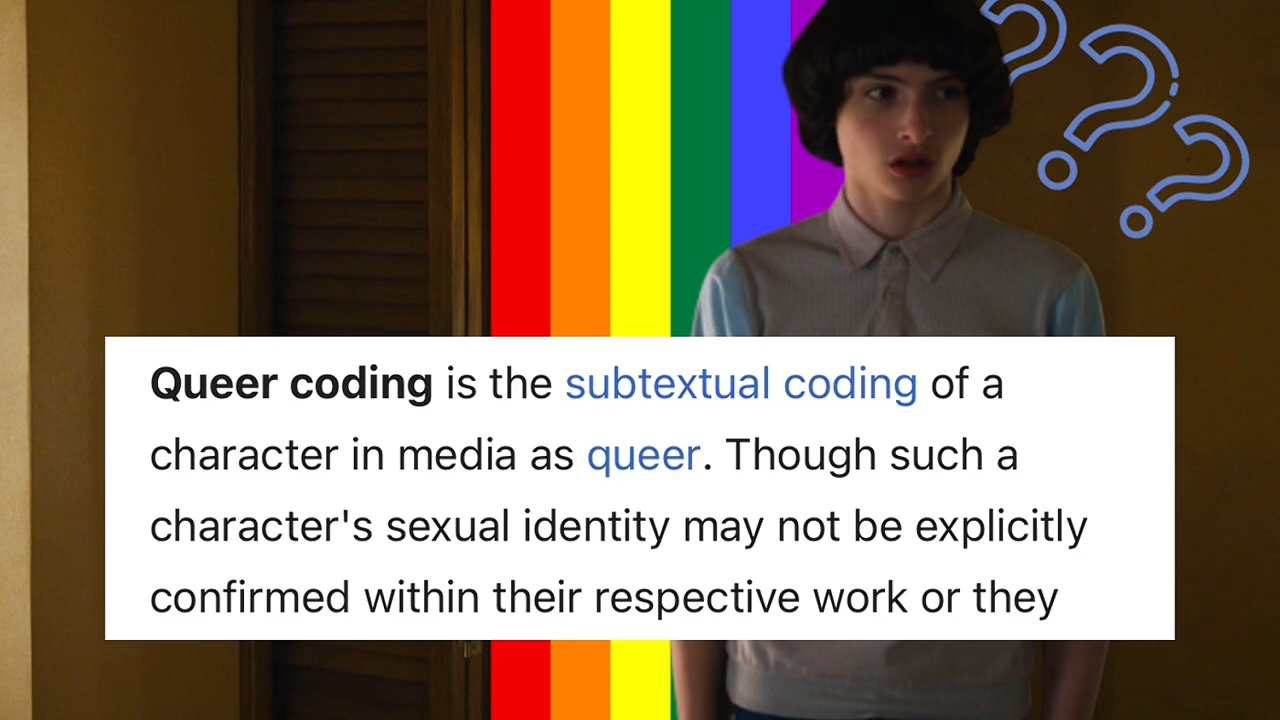 Queer coding is the subtextual coding of a
character in media as queer. Though such a
character's sexual identity may not be explicitly
confirmed within their respective work or they